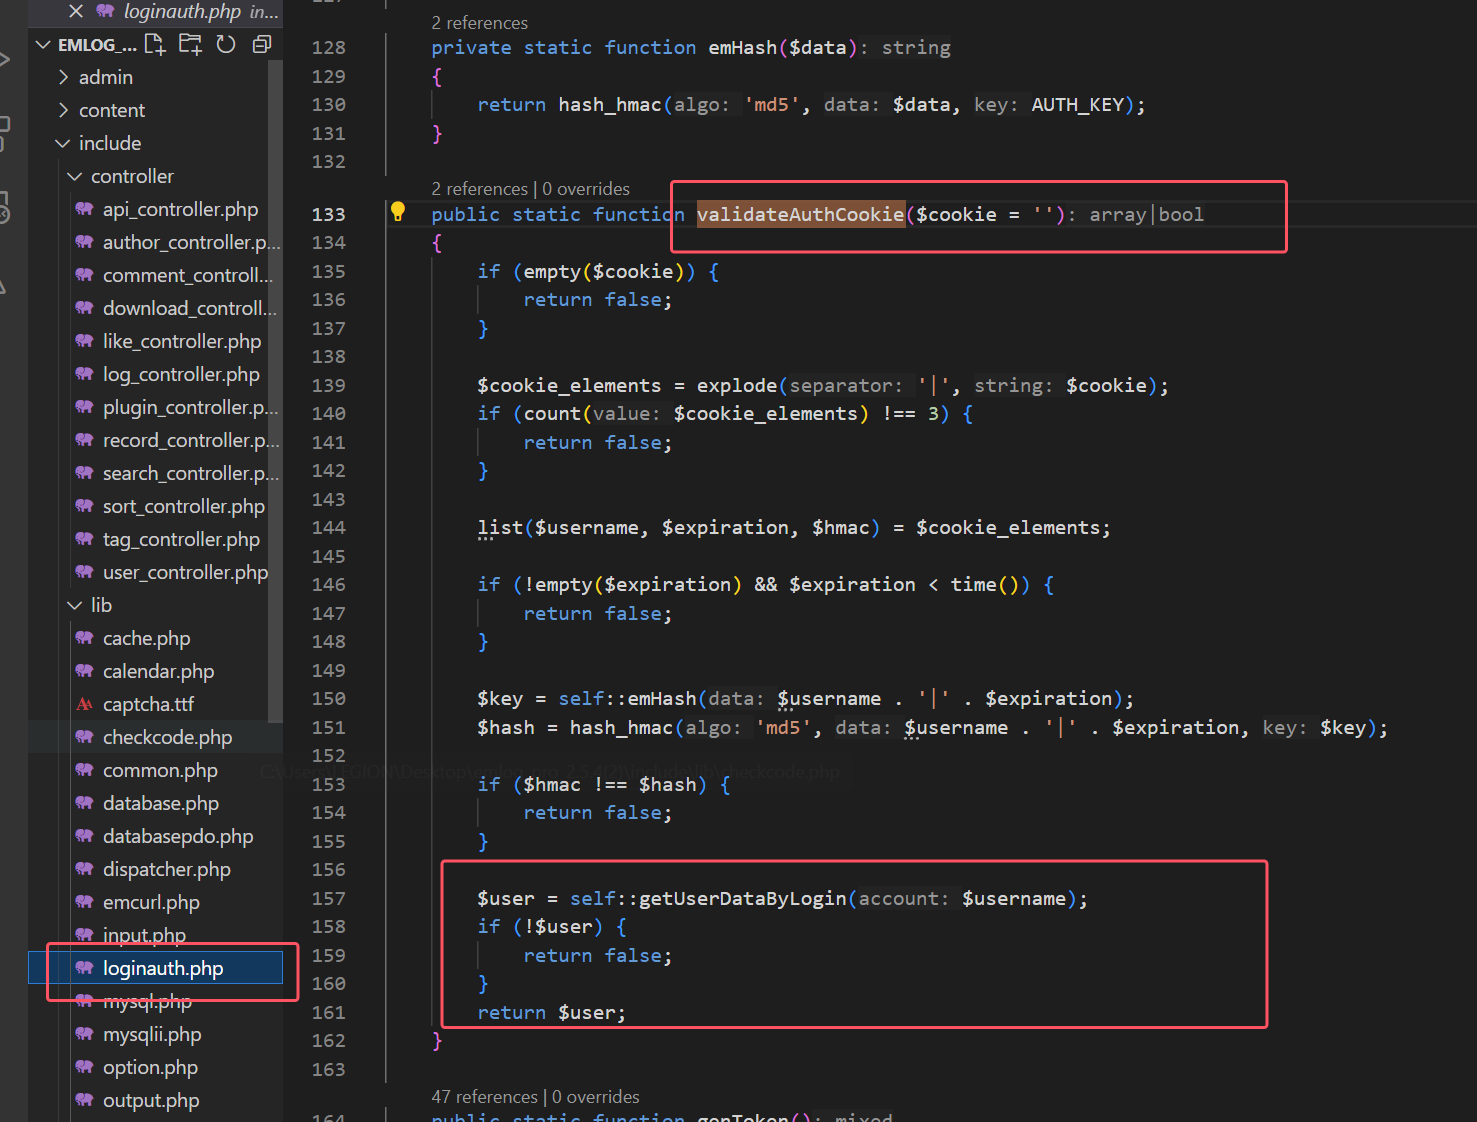 loginauth.php in...
EMLOG_...
admin
content
include
controller
api_controller.php
author_controller.p...
comment_controll...
download_controll...
like_controller.php
log_controller.php
plugin_controller.p...
record_controller.p...
search_controller.p...
sort_controller.php
tag_controller.php
user_controller.php
lib
cache.php
calendar.php
captcha.ttf
checkcode.php
common.php
database.php
databasepdo.php
dispatcher.php
emcurl.php
input.php
loginauth.php
mysql.php
mysqlii.php
option.php
output.php
2 references
128 private static function emHash($data): string
129 {
130 return hash_hmac(algo: 'md5', data: $data, key: AUTH_KEY);
131 }
132
2 references | 0 overrides
133 public static function validateAuthCookie($cookie = ''): array|bool
134 {
135 if (empty($cookie)) {
136 return false;
137 }
138
139 $cookie_elements = explode(separator: '|', string: $cookie);
140 if (count(value: $cookie_elements) !== 3) {
141 return false;
142 }
143
144 list($username, $expiration, $hmac) = $cookie_elements;
145
146 if (!empty($expiration) && $expiration < time()) {
147 return false;
148 }
149
150 $key = self::emHash(data: $username . '|' . $expiration);
151 $hash = hash_hmac(algo: 'md5', data: $username . '|' . $expiration, key: $key);
152
153 if ($hmac !== $hash) {
154 return false;
155 }
156
157 $user = self::getUserDataByLogin(account: $username);
158 if (!$user) {
159 return false;
160 }
161 return $user;
162 }
163
47 references | 0 overrides
164 public static function genToken(): mixed